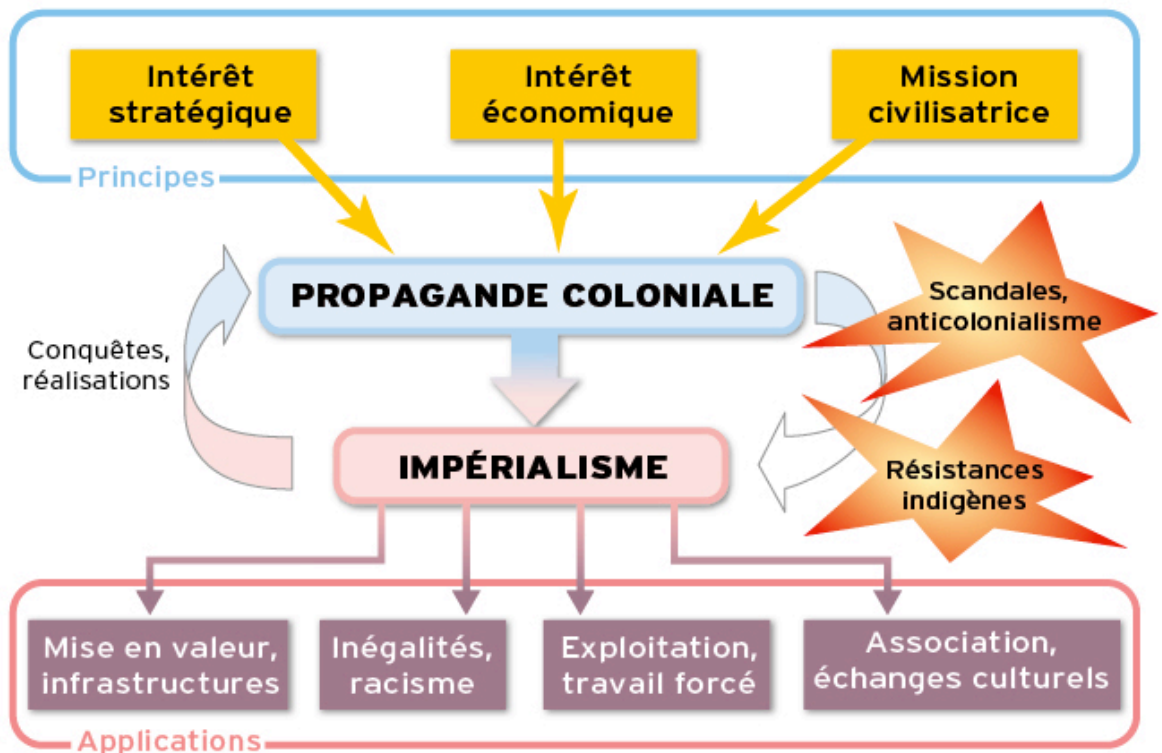 Intérêt
stratégique
Intérêt
économique
Mission
civilisatrice
Principes
PROPAGANDE COLONIALE
Scandales,
anticolonialisme
Conquêtes,
réalisations
IMPÉRIALISME
Résistances
indigènes
Mise en valeur,
infrastructures
Inégalités,
racisme
Exploitation,
travail forcé
Association,
échanges culturels
Applications